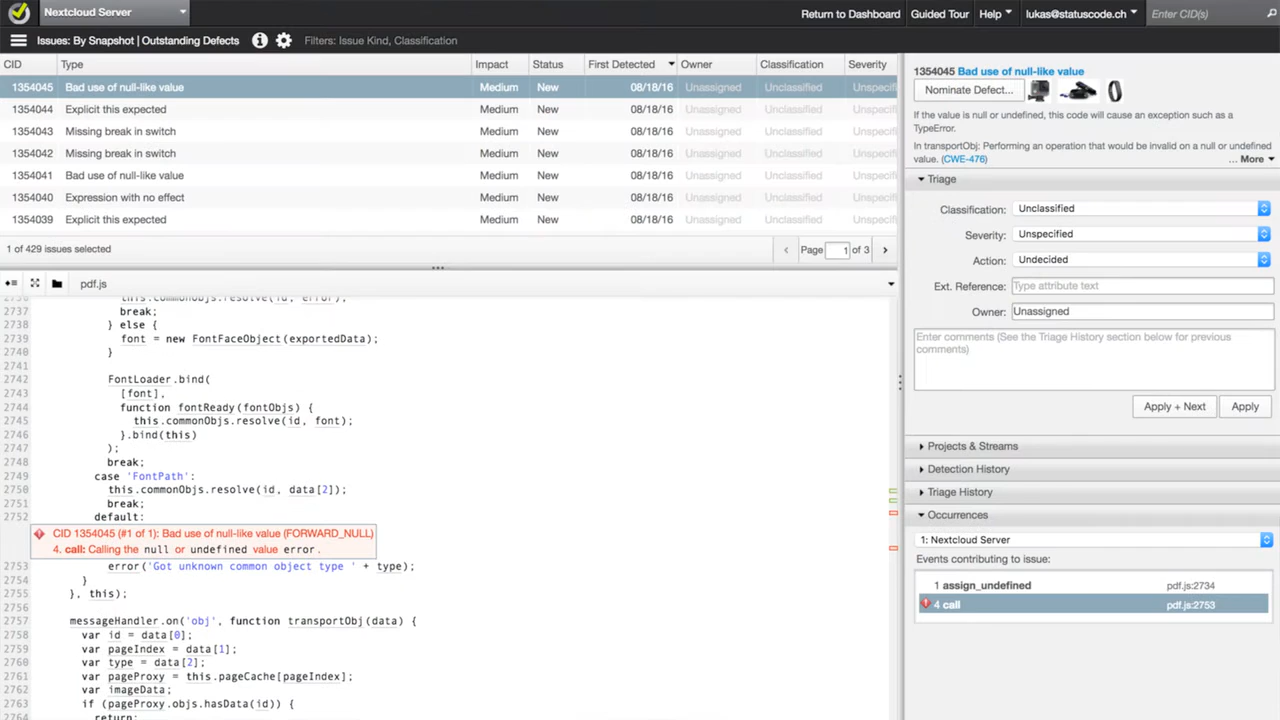 Nextcloud Server
Return to Dashboard Guided Tour Help lukas@statuscode.ch Enter CID(s)
Issues: By Snapshot | Outstanding Defects Filters: Issue Kind, Classification
CID Type Impact Status First Detected Owner Classification Severity
1354045 Bad use of null-like value Medium New 08/18/16 Unassigned Unclassified Unspecifi
1354044 Explicit this expected Medium New 08/18/16 Unassigned Unclassified Unspecifi
1354043 Missing break in switch Medium New 08/18/16 Unassigned Unclassified Unspecifi
1354042 Missing break in switch Medium New 08/18/16 Unassigned Unclassified Unspecifi
1354041 Bad use of null-like value Medium New 08/18/16 Unassigned Unclassified Unspecifi
1354040 Expression with no effect Medium New 08/18/16 Unassigned Unclassified Unspecifi
1354039 Explicit this expected Medium New 08/18/16 Unassigned Unclassified Unspecifi
1 of 429 issues selected Page 1 of 3
pdf.js
2736 this.commonObjs.resolve(id, error);
2737 break;
2738 } else {
2739 font = new FontFaceObject(exportedData);
2740 }
2741
2742 FontLoader.bind(
2743 [font],
2744 function fontReady(fontObjs) {
2745 this.commonObjs.resolve(id, font);
2746 }.bind(this)
2747 );
2748 break;
2749 case 'FontPath':
2750 this.commonObjs.resolve(id, data[2]);
2751 break;
2752 default:
CID 1354045 (#1 of 1): Bad use of null-like value (FORWARD_NULL)
4. call: Calling the null or undefined value error.
2753 error('Got unknown common object type ' + type);
2754 }
2755 }, this);
2756
2757 messageHandler.on('obj', function transportObj(data) {
2758 var id = data[0];
2759 var pageIndex = data[1];
2760 var type = data[2];
2761 var pageProxy = this.pageCache[pageIndex];
2762 var imageData;
2763 if (pageProxy.objs.hasData(id)) {
2764 return;
1354045 Bad use of null-like value
Nominate Defect...
If the value is null or undefined, this code will cause an exception such as a
TypeError.
In transportObj: Performing an operation that would be invalid on a null or undefined
value. (CWE-476) ... More
Triage
Classification: Unclassified
Severity: Unspecified
Action: Undecided
Ext. Reference: Type attribute text
Owner: Unassigned
Enter comments (See the Triage History section below for previous
comments)
Apply + Next Apply
Projects & Streams
Detection History
Triage History
Occurrences
1: Nextcloud Server
Events contributing to issue:
1 assign_undefined pdf.js:2734
4 call pdf.js:2753